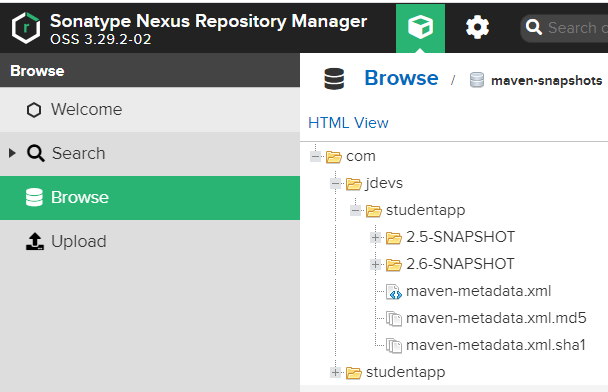 Sonatype Nexus Repository Manager
OSS 3.29.2-02
Search c
Browse
Welcome
Search
Browse
Upload
Browse / maven-snapshots
HTML View
com
jdevs
studentapp
2.5-SNAPSHOT
2.6-SNAPSHOT
maven-metadata.xml
maven-metadata.xml.md5
maven-metadata.xml.sha1
studentapp